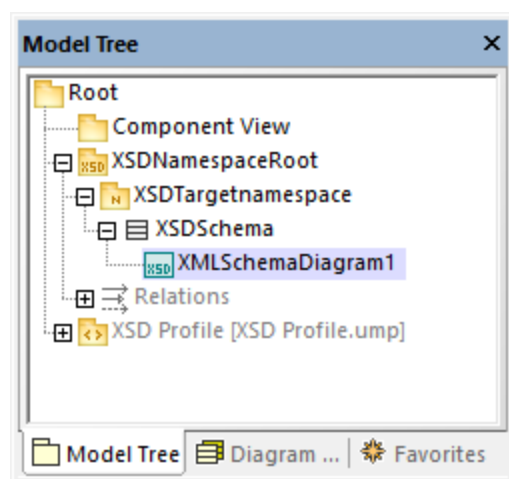 Model Tree
Root
Component View
XSD XSDNamespaceRoot
N XSDTargetnamespace
XSDSchema
XSD XMLSchemaDiagram1
Relations
XSD Profile [XSD Profile.ump]
Model Tree Diagram ... Favorites